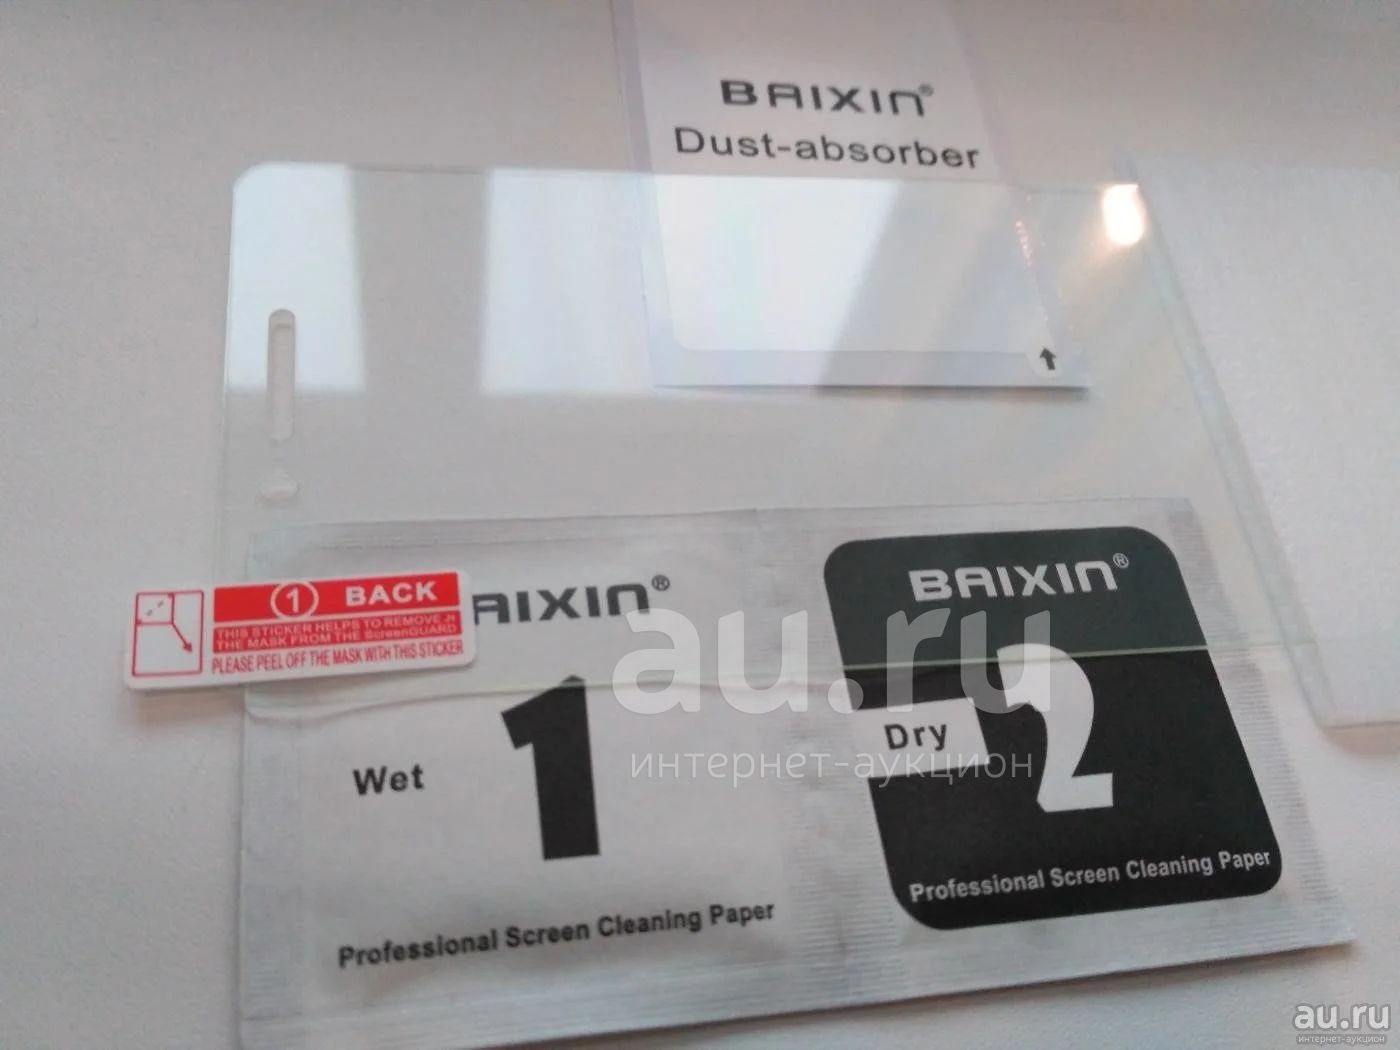 BAIXIN®
Dust-absorber
1 BACK
THIS STICKER HELPS TO REMOVE
THE MASK FROM THE ScreenGUARD
PLEASE PEEL OFF THE MASK WITH THIS STICKER
AIXIN®
BAIXIN®
au.ru
интернет-аукцион
Wet
1
Dry
2
Professional Screen Cleaning Paper
Professional Screen Cleaning Paper
au.ru
интернет-аукцион